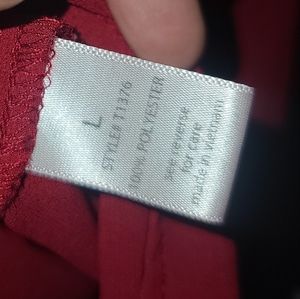 L
STYLE# T1376
100% POLYESTER
see reverse
for care
made in vietnam